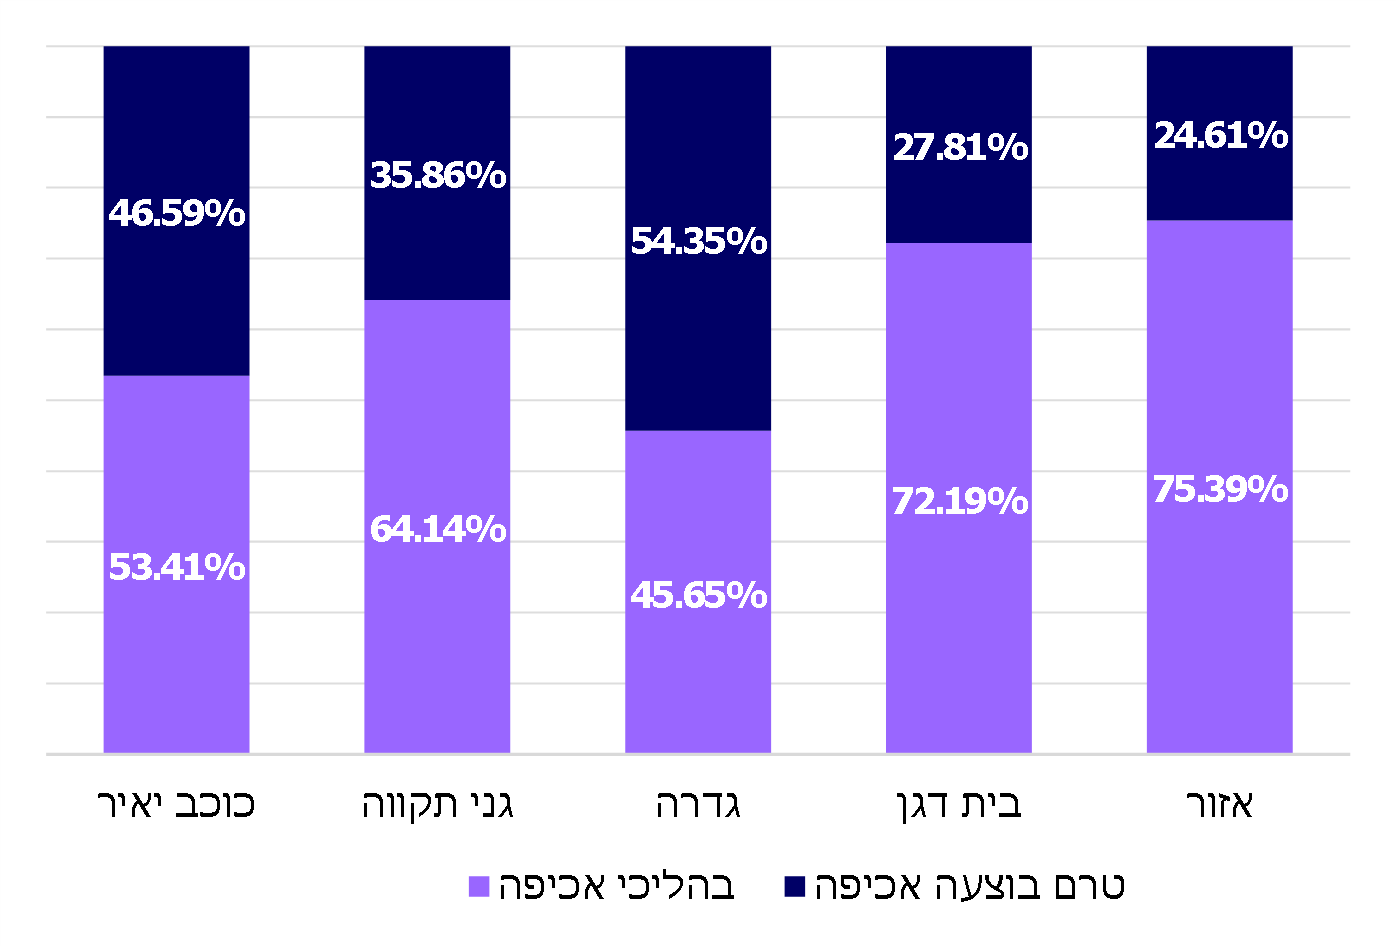 24.61%
27.81%
35.86%
46.59%
54.35%
75.39%
72.19%
64.14%
53.41%
45.65%
אזור
בית דגן
גדרה
גני תקווה
כוכב יאיר
טרם בוצעה אכיפה
בהליכי אכיפה